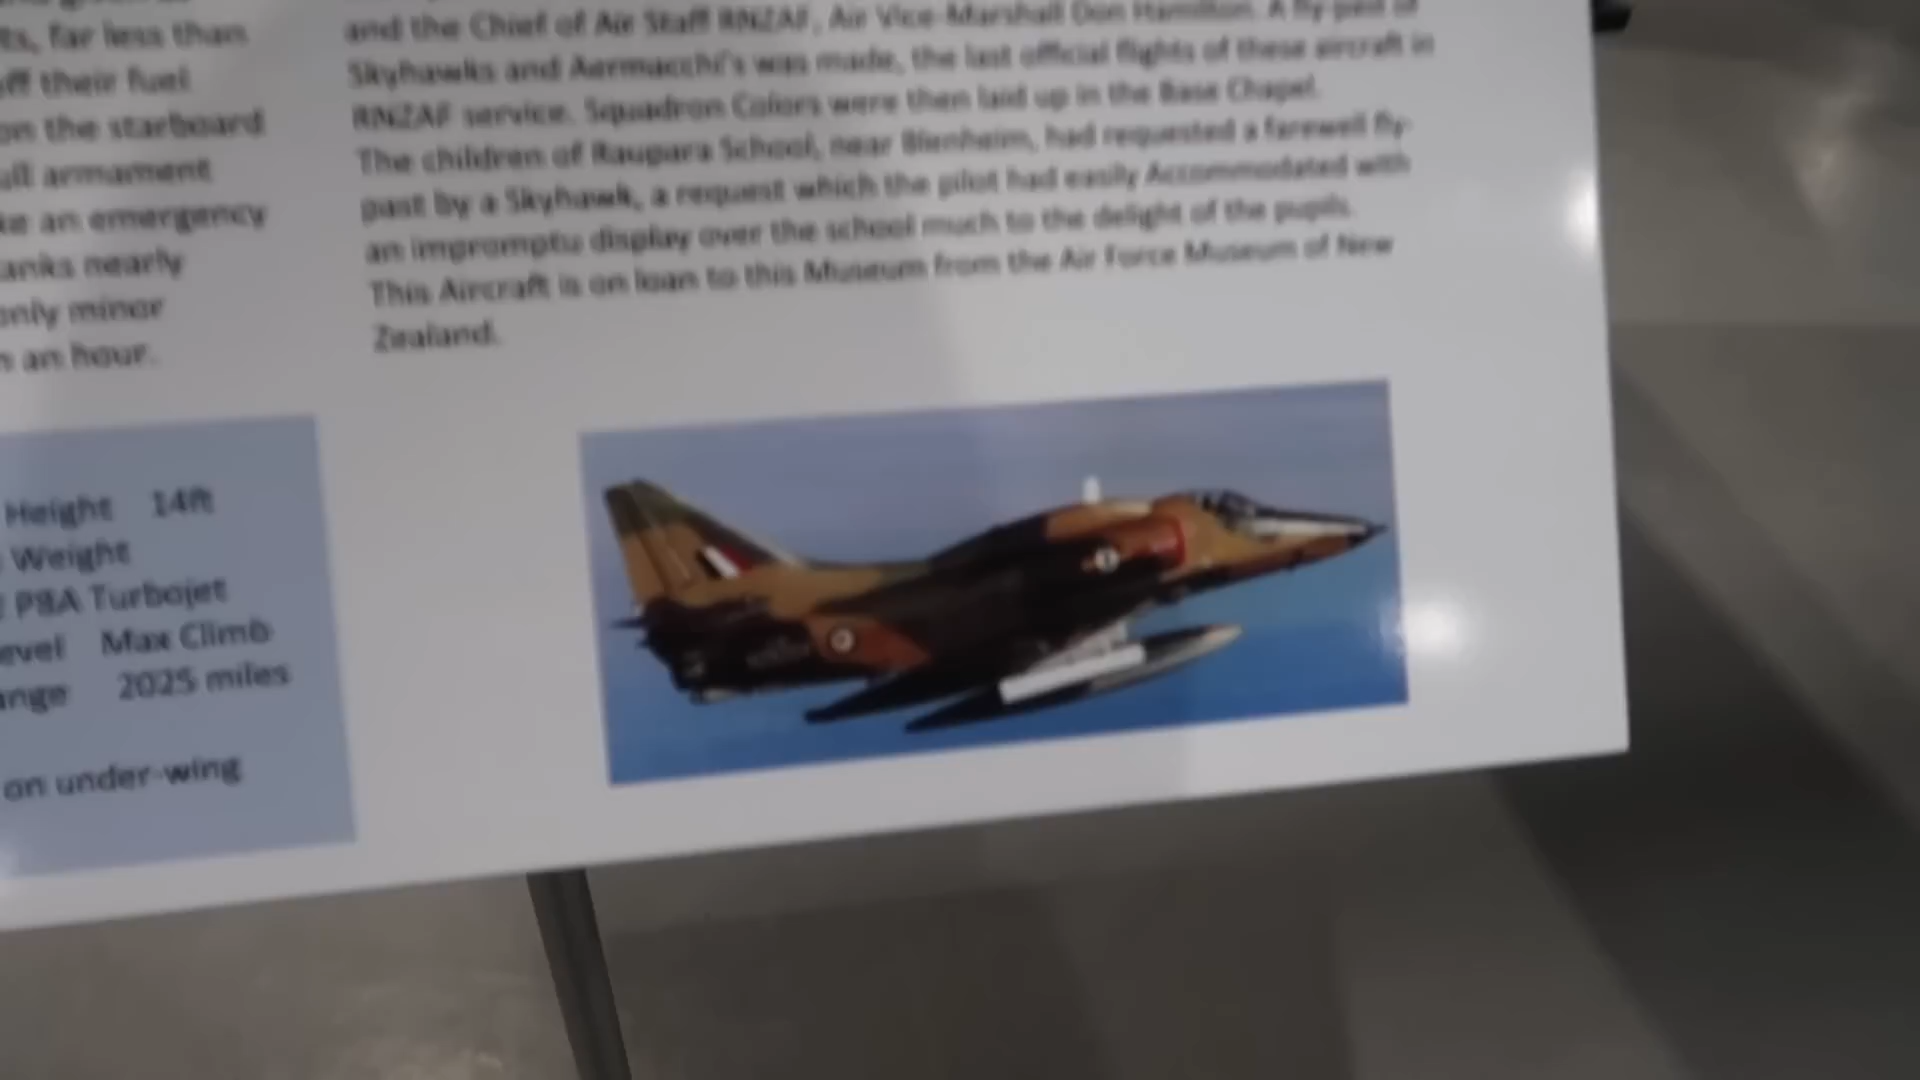 ts, far less than
ff their fuel
on the starboard
ull armament
ke an emergency
tanks nearly
only minor
n an hour.
Height 14ft
Weight
P8A Turbojet
evel Max Climb
ange 2025 miles
on under-wing
and the Chief of Air Staff RNZAF, Air Vice-Marshall Don Hamilton. A fly-past of
Skyhawks and Aermacchi's was made, the last official flights of these aircraft in
RNZAF service. Squadron Colors were then laid up in the Base Chapel.
The children of Raupara School, near Blenheim, had requested a farewell fly-
past by a Skyhawk, a request which the pilot had easily Accommodated with
an impromptu display over the school much to the delight of the pupils.
This Aircraft is on loan to this Museum from the Air Force Museum of New
Zealand.